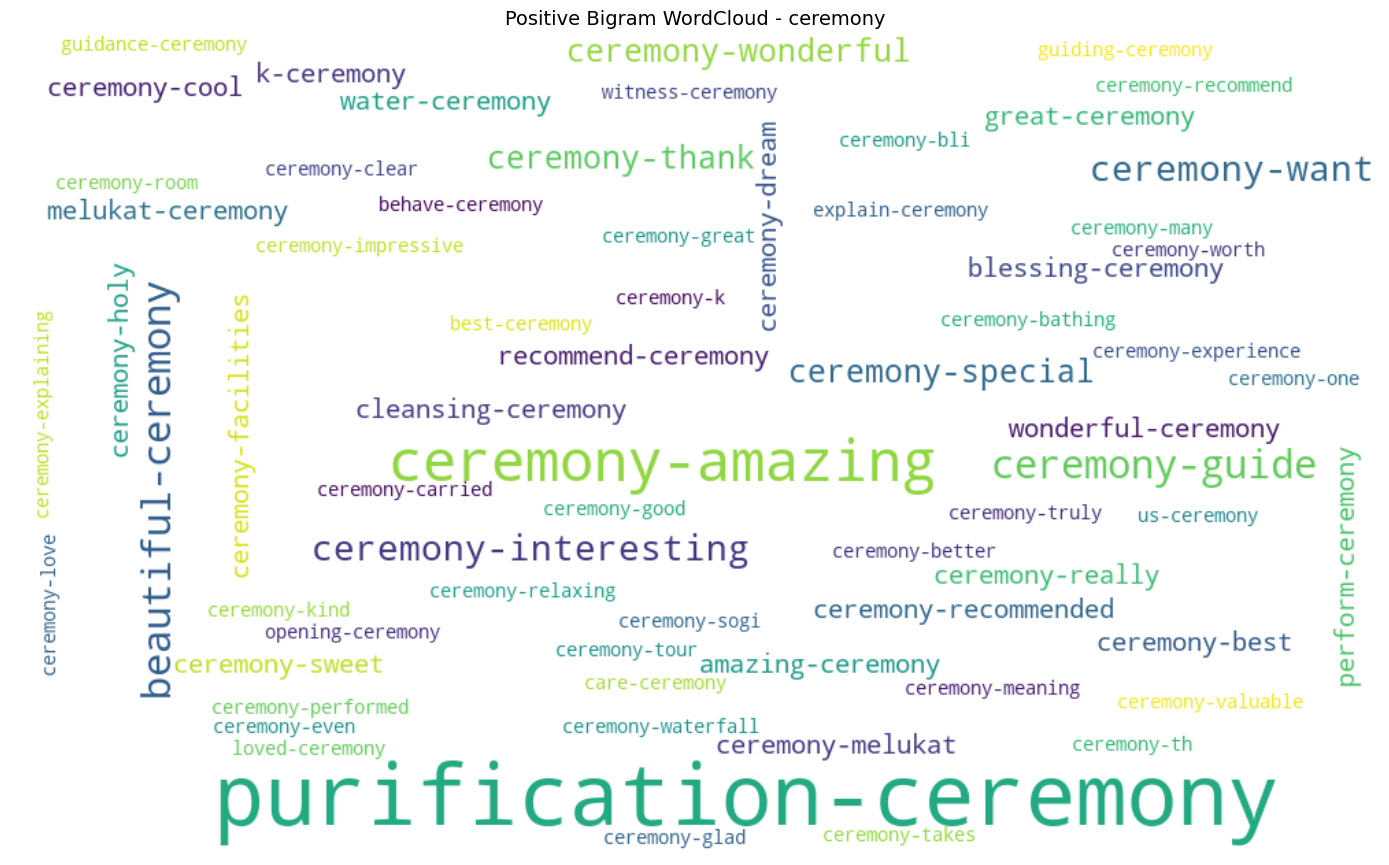 Positive Bigram WordCloud - ceremony
guidance-ceremony
ceremony-wonderful
guiding-ceremony
k-ceremony
ceremony-cool
water-ceremony
witness-ceremony
ceremony-recommend
great-ceremony
ceremony-dream
ceremony-bli
ceremony-thank
ceremony-clear
ceremony-want
ceremony-room
melukat-ceremony
behave-ceremony
explain-ceremony
ceremony-impressive
ceremony-great
ceremony-many
ceremony-worth
blessing-ceremony
ceremony-holy
beautiful-ceremony
ceremony-facilities
ceremony-k
ceremony-explaining
best-ceremony
ceremony-bathing
recommend-ceremony
ceremony-special
ceremony-experience
ceremony-one
cleansing-ceremony
wonderful-ceremony
ceremony-amazing
ceremony-guide
perform-ceremony
ceremony-carried
ceremony-good
ceremony-truly
us-ceremony
ceremony-love
ceremony-interesting
ceremony-better
ceremony-really
ceremony-relaxing
ceremony-kind
ceremony-recommended
opening-ceremony
ceremony-sogi
ceremony-best
ceremony-tour
ceremony-sweet
amazing-ceremony
care-ceremony
ceremony-meaning
ceremony-valuable
ceremony-performed
ceremony-even
ceremony-waterfall
loved-ceremony
ceremony-melukat
ceremony-th
purification-ceremony
ceremony-glad
ceremony-takes